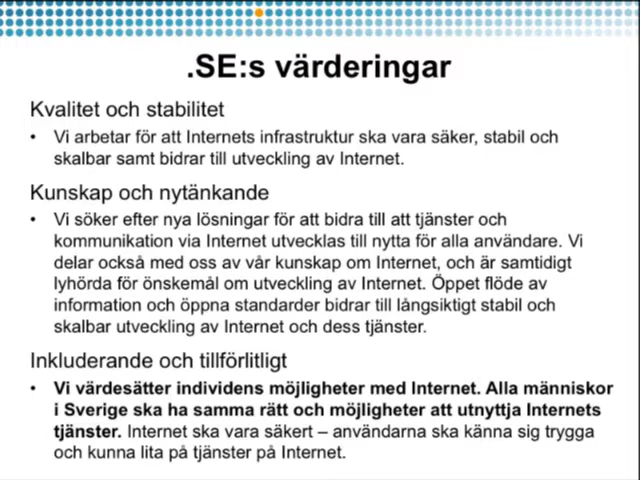 .SE:s värderingar
Kvalitet och stabilitet
• Vi arbetar för att Internets infrastruktur ska vara säker, stabil och
skalbar samt bidrar till utveckling av Internet.
Kunskap och nytänkande
• Vi söker efter nya lösningar för att bidra till att tjänster och
kommunikation via Internet utvecklas till nytta för alla användare. Vi
delar också med oss av vår kunskap om Internet, och är samtidigt
lyhörda för önskemål om utveckling av Internet. Öppet flöde av
information och öppna standarder bidrar till långsiktigt stabil och
skalbar utveckling av Internet och dess tjänster.
Inkluderande och tillförlitligt
• Vi värdesätter individens möjligheter med Internet. Alla människor
i Sverige ska ha samma rätt och möjligheter att utnyttja Internets
tjänster. Internet ska vara säkert – användarna ska känna sig trygga
och kunna lita på tjänster på Internet.